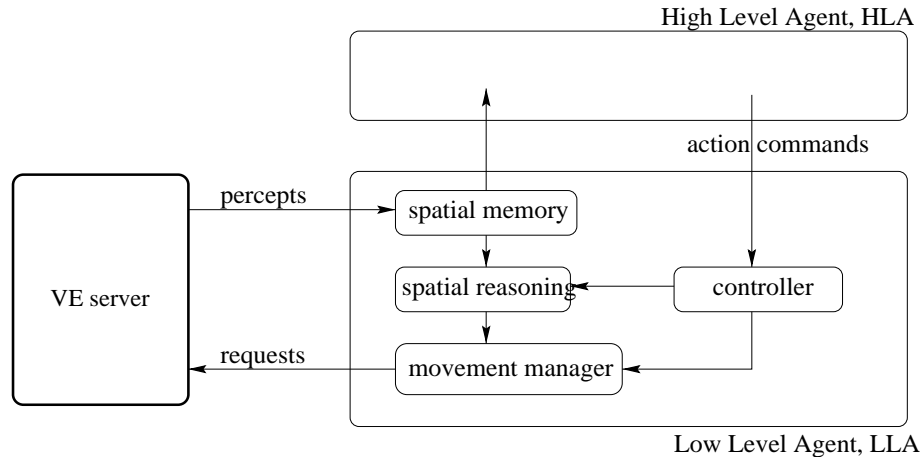 High Level Agent, HLA
action commands
percepts
spatial memory
VE server
spatial reasoning
controller
requests
movement manager
Low Level Agent, LLA